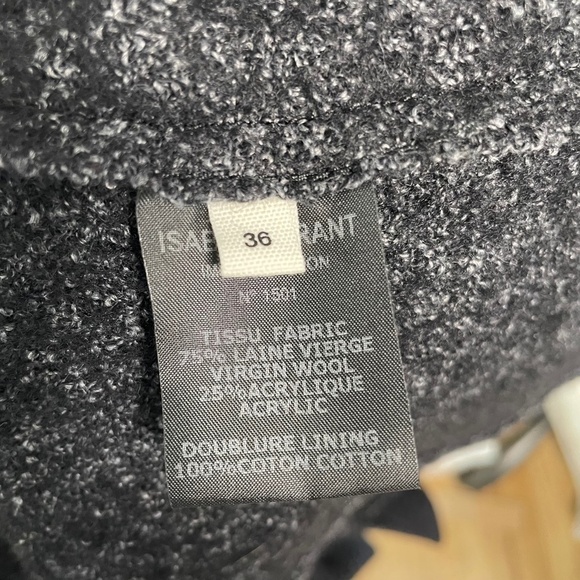 36
N° 1501
TISSU FABRIC
75% LAINE VIERGE
VIRGIN WOOL
25%ACRYLIQUE
ACRYLIC
DOUBLURE LINING
100%COTON COTTON